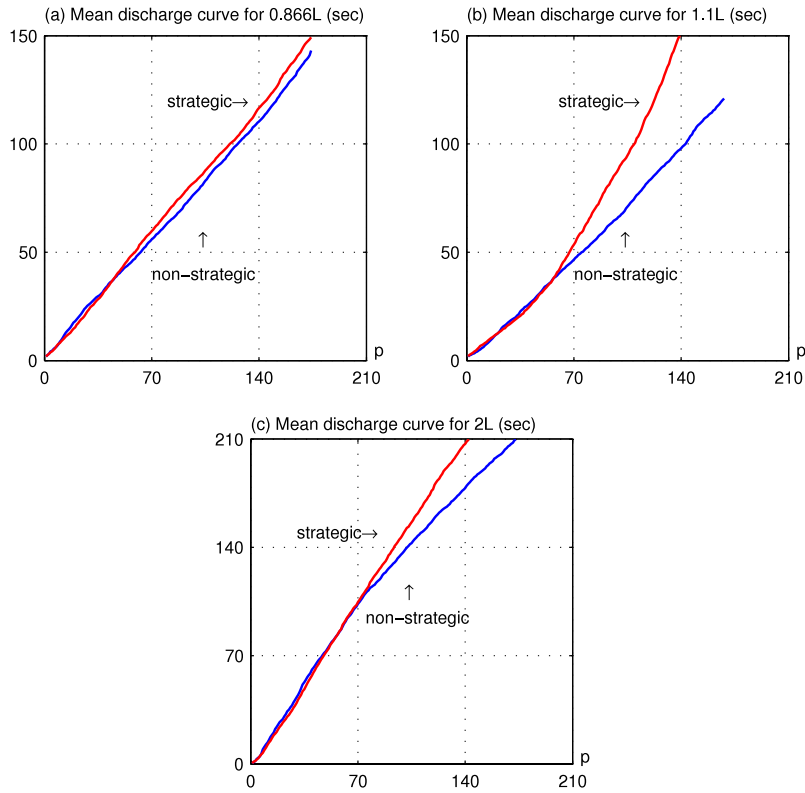 (a) Mean discharge curve for 0.866L (sec)
150
100
50
0
0 70 140 210
p
strategic→
↑
non−strategic
(b) Mean discharge curve for 1.1L (sec)
150
100
50
0
0 70 140 210
p
strategic→
↑
non−strategic
(c) Mean discharge curve for 2L (sec)
210
140
70
0
0 70 140 210
p
strategic→
↑
non−strategic